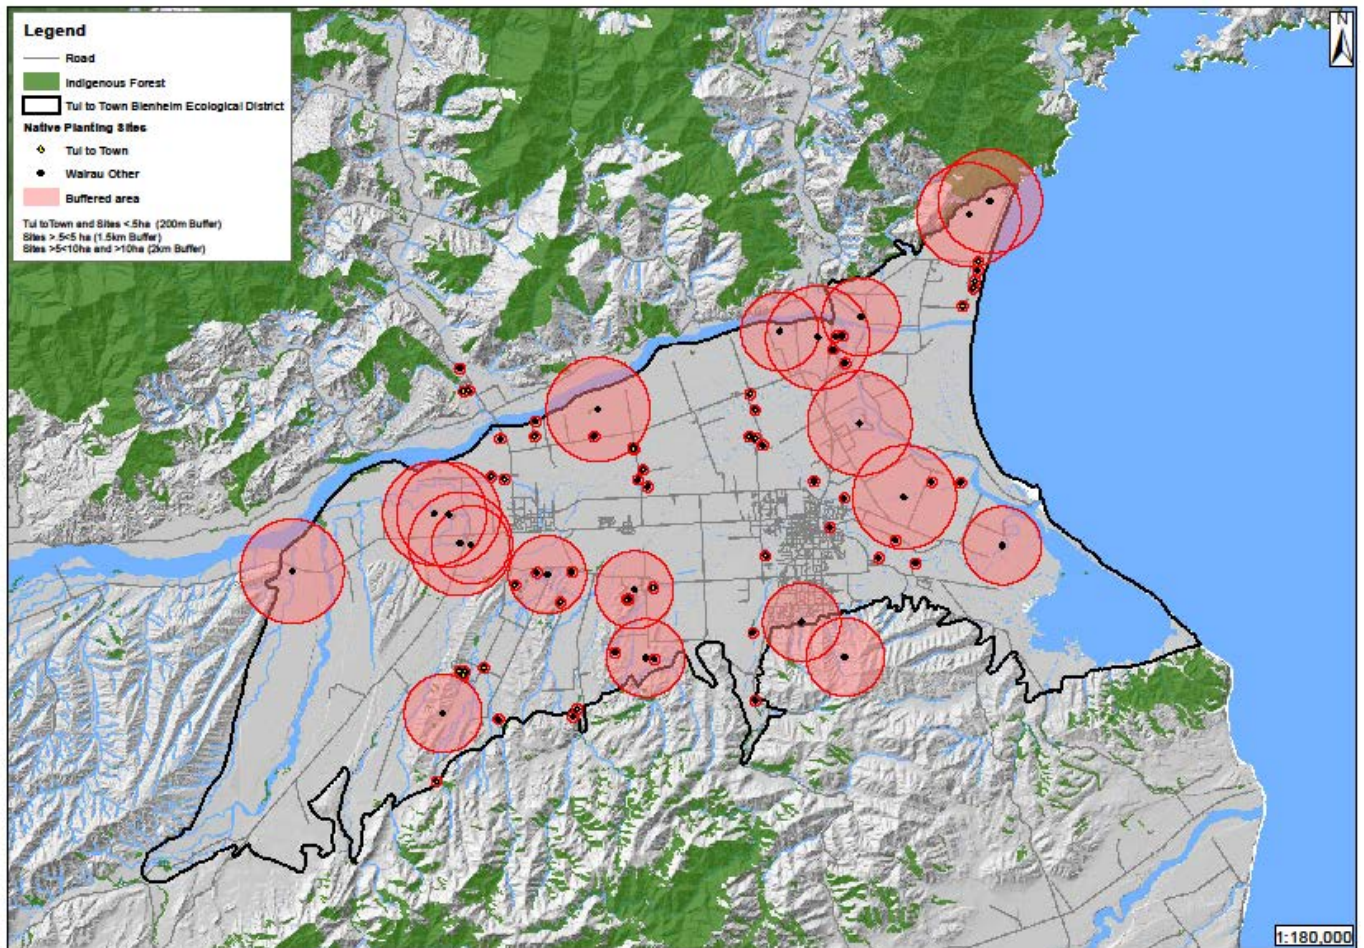 Legend
Road
Indigenous Forest
Tui to Town Blenheim Ecological District
Native Planting Sites
Tui to Town
Wairau Other
Buffered area
Tui toTown and Sites <.5ha (200m Buffer)
Sites >.5<5 ha (1.5km Buffer)
Sites >5<10ha and >10ha (2km Buffer)
N
1:180,000